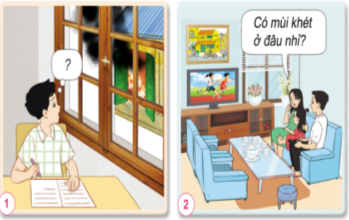 ?
Có mùi khét
ở đâu nhỉ?
1
2